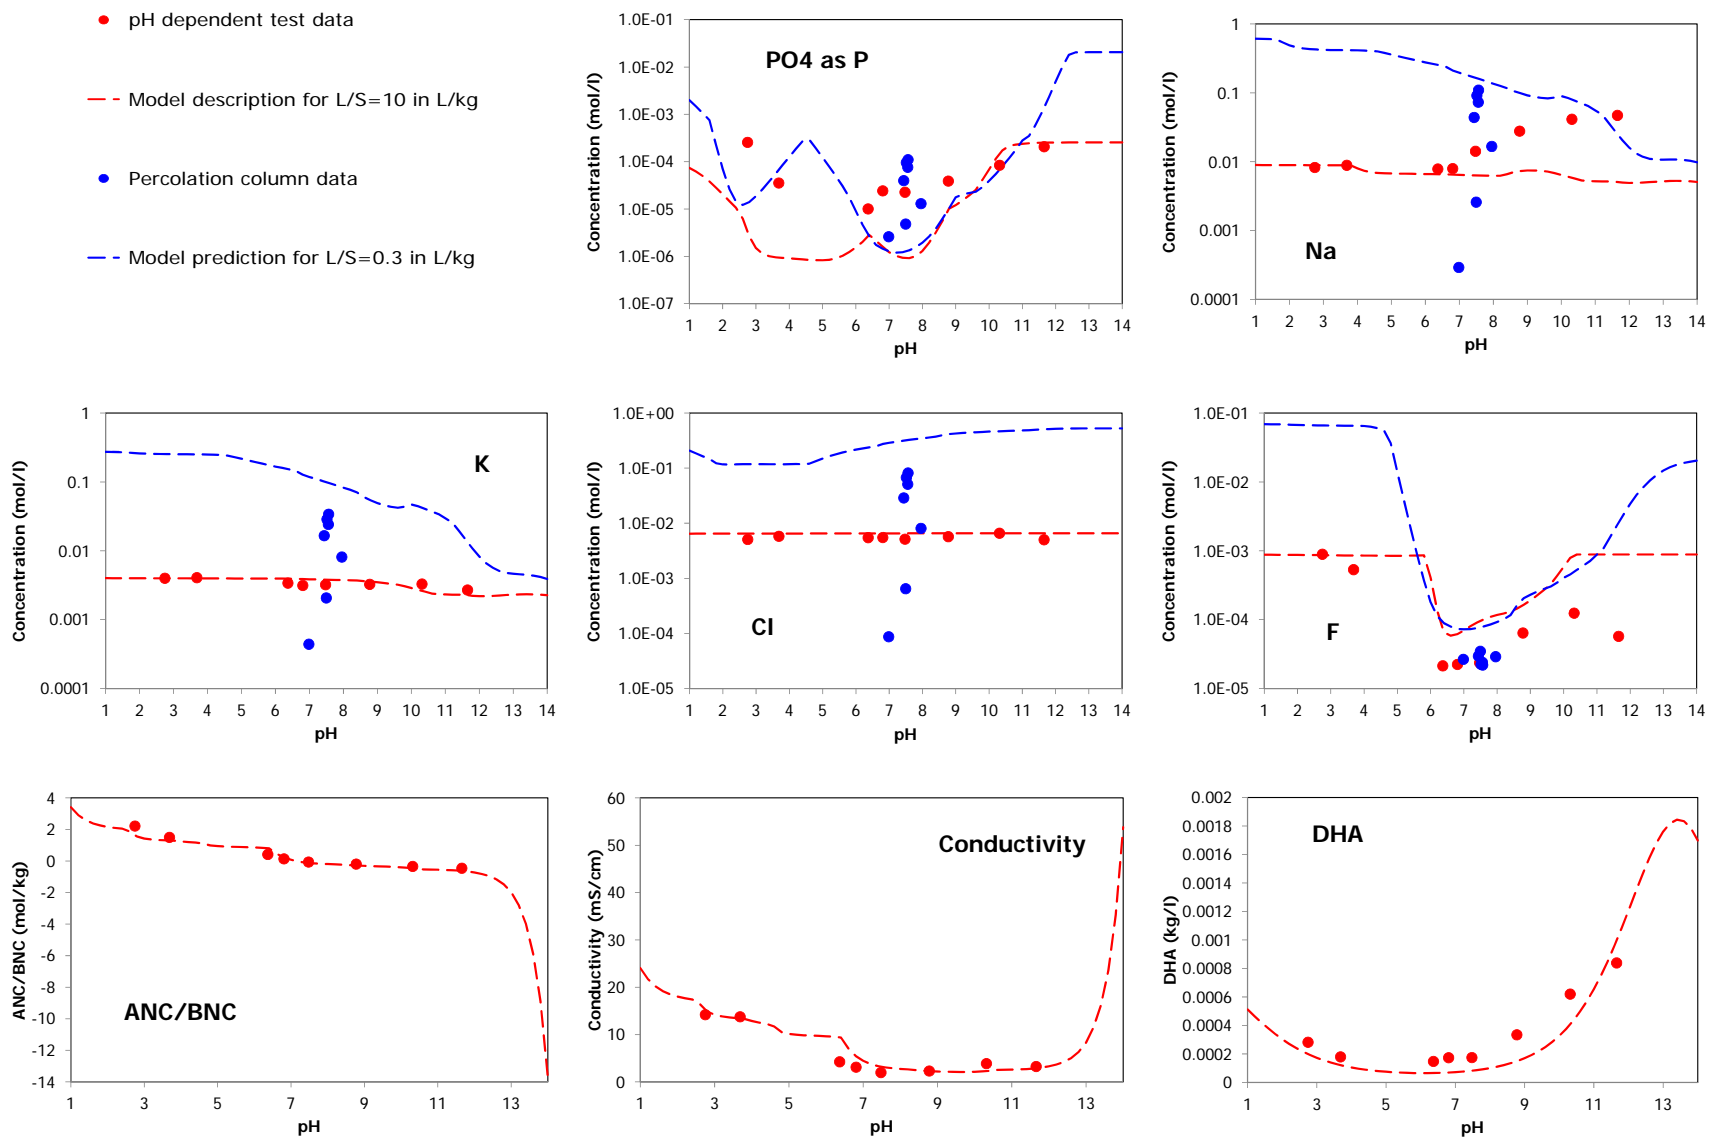 pH dependent test data
Model description for L/S=10 in L/kg
Percolation column data
Model prediction for L/S=0.3 in L/kg
PO4 as P
Concentration (mol/l)
1.0E-01
1.0E-02
1.0E-03
1.0E-04
1.0E-05
1.0E-06
1.0E-07
1 2 3 4 5 6 7 8 9 10 11 12 13 14
pH
Na
Concentration (mol/l)
1
0.1
0.01
0.001
0.0001
1 2 3 4 5 6 7 8 9 10 11 12 13 14
pH
K
Concentration (mol/l)
1
0.1
0.01
0.001
0.0001
1 2 3 4 5 6 7 8 9 10 11 12 13 14
pH
Cl
Concentration (mol/l)
1.0E+00
1.0E-01
1.0E-02
1.0E-03
1.0E-04
1.0E-05
1 2 3 4 5 6 7 8 9 10 11 12 13 14
pH
F
Concentration (mol/l)
1.0E-01
1.0E-02
1.0E-03
1.0E-04
1.0E-05
1 2 3 4 5 6 7 8 9 10 11 12 13 14
pH
ANC/BNC
ANC/BNC (mol/kg)
4
2
0
-2
-4
-6
-8
-10
-12
-14
1 3 5 7 9 11 13
pH
Conductivity
Conductivity (mS/cm)
60
50
40
30
20
10
0
1 3 5 7 9 11 13
pH
DHA
DHA (kg/l)
0.002
0.0018
0.0016
0.0014
0.0012
0.001
0.0008
0.0006
0.0004
0.0002
0
1 3 5 7 9 11 13
pH